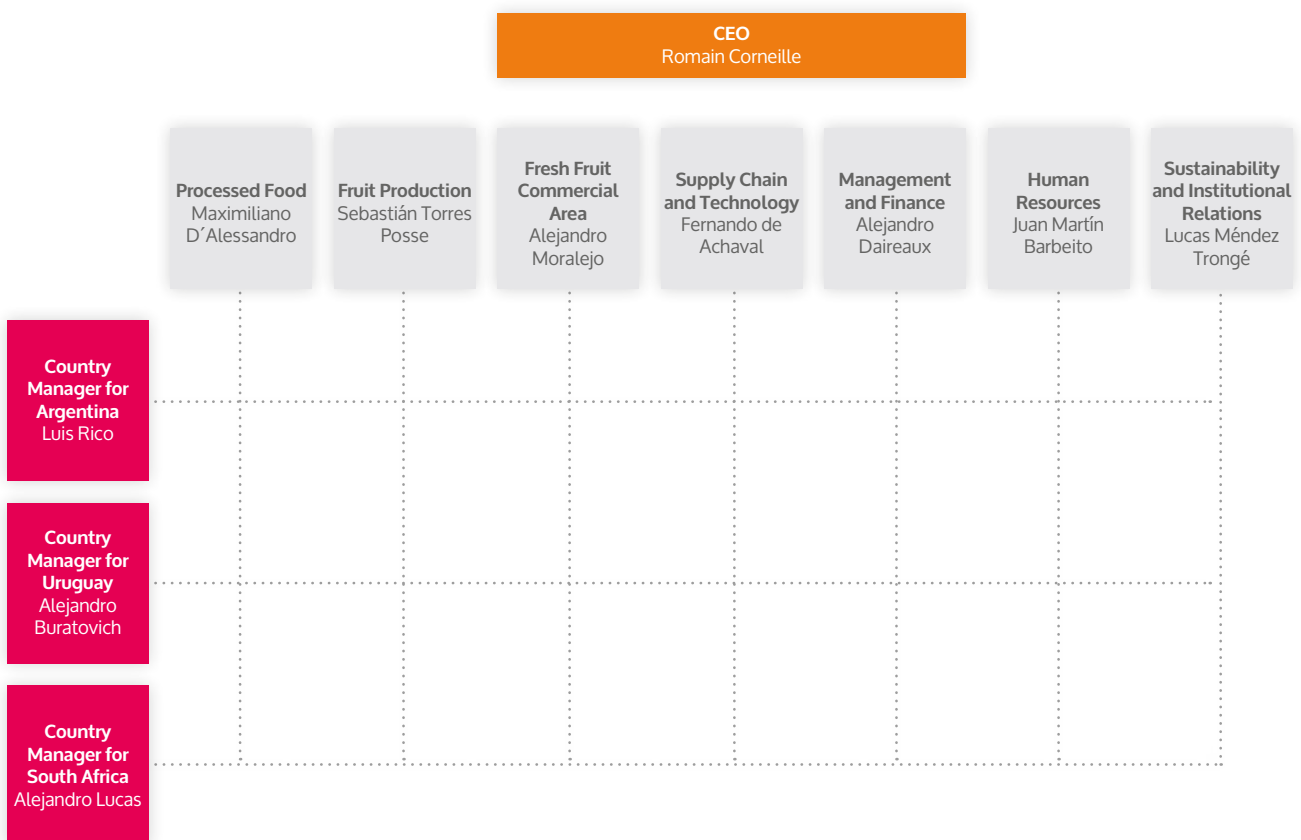 CEO
Romain Corneille
Processed Food
Maximiliano
D´Alessandro
Fruit Production
Sebastián Torres
Posse
Fresh Fruit
Commercial
Area
Alejandro
Moralejo
Supply Chain
and Technology
Fernando de
Achaval
Management
and Finance
Alejandro
Daireaux
Human
Resources
Juan Martín
Barbeito
Sustainability
and Institutional
Relations
Lucas Méndez
Trongé
Country
Manager for
Argentina
Luis Rico
Country
Manager for
Uruguay
Alejandro
Buratovich
Country
Manager for
South Africa
Alejandro Lucas